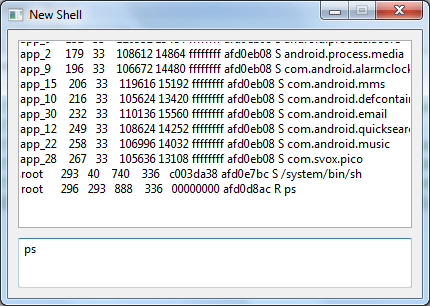 New Shell
app_2 179 33 108612 14864 ffffffff afd0eb08 S android.process.media
app_9 196 33 106672 14480 ffffffff afd0eb08 S com.android.alarmclock
app_15 206 33 119616 15192 ffffffff afd0eb08 S com.android.mms
app_10 216 33 105624 13420 ffffffff afd0eb08 S com.android.defcontain
app_30 232 33 110136 15560 ffffffff afd0eb08 S com.android.email
app_12 249 33 108624 14252 ffffffff afd0eb08 S com.android.quicksear
app_22 258 33 106996 14032 ffffffff afd0eb08 S com.android.music
app_28 267 33 105636 13108 ffffffff afd0eb08 S com.svox.pico
root 293 40 740 336 c003da38 afd0e7bc S /system/bin/sh
root 296 293 888 336 00000000 afd0d8ac R ps
ps